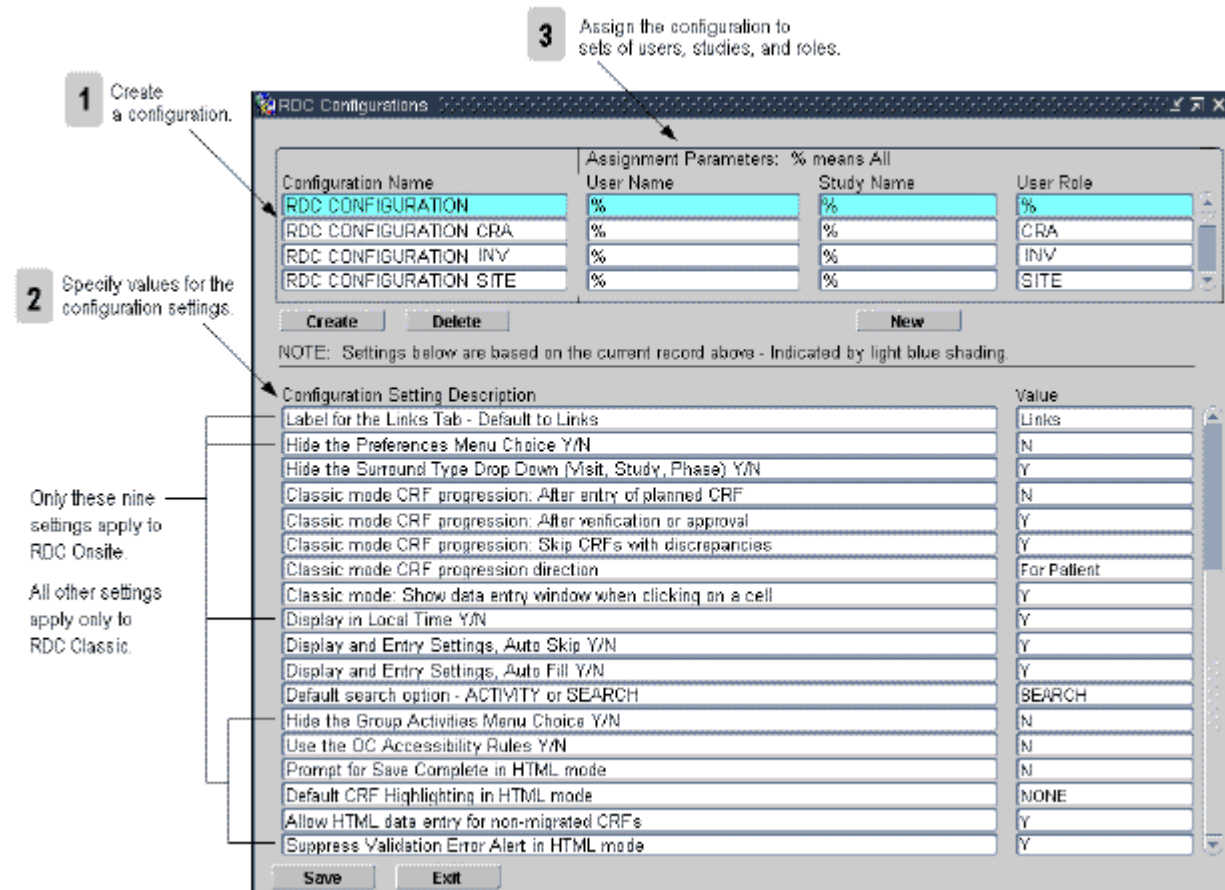 3 Assign the configuration to
sets of users, studies, and roles.
1 Create
a configuration.
RDC Configurations
Assignment Parameters: % means All
Configuration Name User Name Study Name User Role
RDC CONFIGURATION % % %
RDC CONFIGURATION CRA % % CRA
RDC CONFIGURATION INV % % INV
RDC CONFIGURATION SITE % % SITE
2 Specify values for the
configuration settings.
Create Delete New
NOTE: Settings below are based on the current record above - Indicated by light blue shading.
Configuration Setting Description Value
Label for the Links Tab - Default to Links Links
Hide the Preferences Menu Choice Y/N N
Hide the Surround Type Drop Down (Visit, Study, Phase) Y/N Y
Classic mode CRF progression: After entry of planned CRF N
Classic mode CRF progression: After verification or approval Y
Classic mode CRF progression: Skip CRFs with discrepancies Y
Classic mode CRF progression direction For Patient
Classic mode: Show data entry window when clicking on a cell Y
Display in Local Time Y/N Y
Display and Entry Settings, Auto Skip Y/N Y
Display and Entry Settings, Auto Fill Y/N Y
Default search option - ACTIVITY or SEARCH SEARCH
Hide the Group Activities Menu Choice Y/N N
Use the OC Accessibility Rules Y/N N
Prompt for Save Complete in HTML mode N
Default CRF Highlighting in HTML mode NONE
Allow HTML data entry for non-migrated CRFs Y
Suppress Validation Error Alert in HTML mode Y
Only these nine
settings apply to
RDC Onsite.
All other settings
apply only to
RDC Classic.
Save Exit